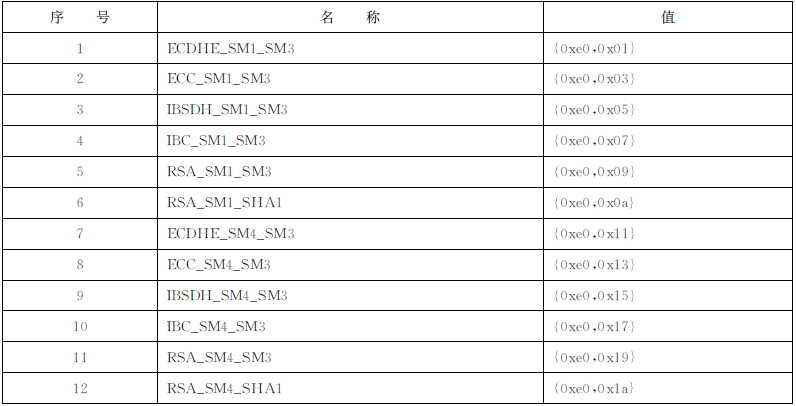 序 号 名 称 值
1 ECDHE_SM1_SM3 {0xe0,0x01}
2 ECC_SM1_SM3 {0xe0,0x03}
3 IBSDH_SM1_SM3 {0xe0,0x05}
4 IBC_SM1_SM3 {0xe0,0x07}
5 RSA_SM1_SM3 {0xe0,0x09}
6 RSA_SM1_SHA1 {0xe0,0x0a}
7 ECDHE_SM4_SM3 {0xe0,0x11}
8 ECC_SM4_SM3 {0xe0,0x13}
9 IBSDH_SM4_SM3 {0xe0,0x15}
10 IBC_SM4_SM3 {0xe0,0x17}
11 RSA_SM4_SM3 {0xe0,0x19}
12 RSA_SM4_SHA1 {0xe0,0x1a}